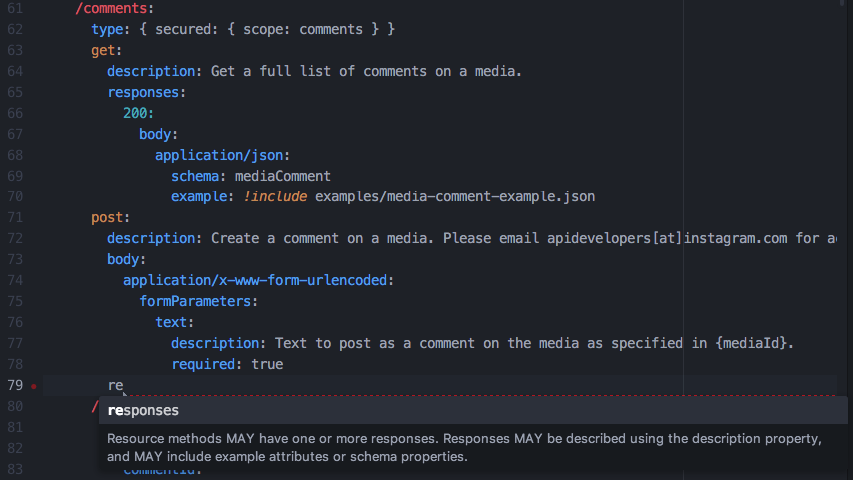 61 /comments:
62 type: { secured: { scope: comments } }
63 get:
64 description: Get a full list of comments on a media.
65 responses:
66 200:
67 body:
68 application/json:
69 schema: mediaComment
70 example: !include examples/media-comment-example.json
71 post:
72 description: Create a comment on a media. Please email apidevelopers[at]instagram.com for
73 body:
74 application/x-www-form-urlencoded:
75 formParameters:
76 text:
77 description: Text to post as a comment on the media as specified in {mediaId}.
78 required: true
79 re
80 /
responses
81
Resource methods MAY have one or more responses. Responses MAY be described using the description property,
82
and MAY include example attributes or schema properties.
83 commentId: